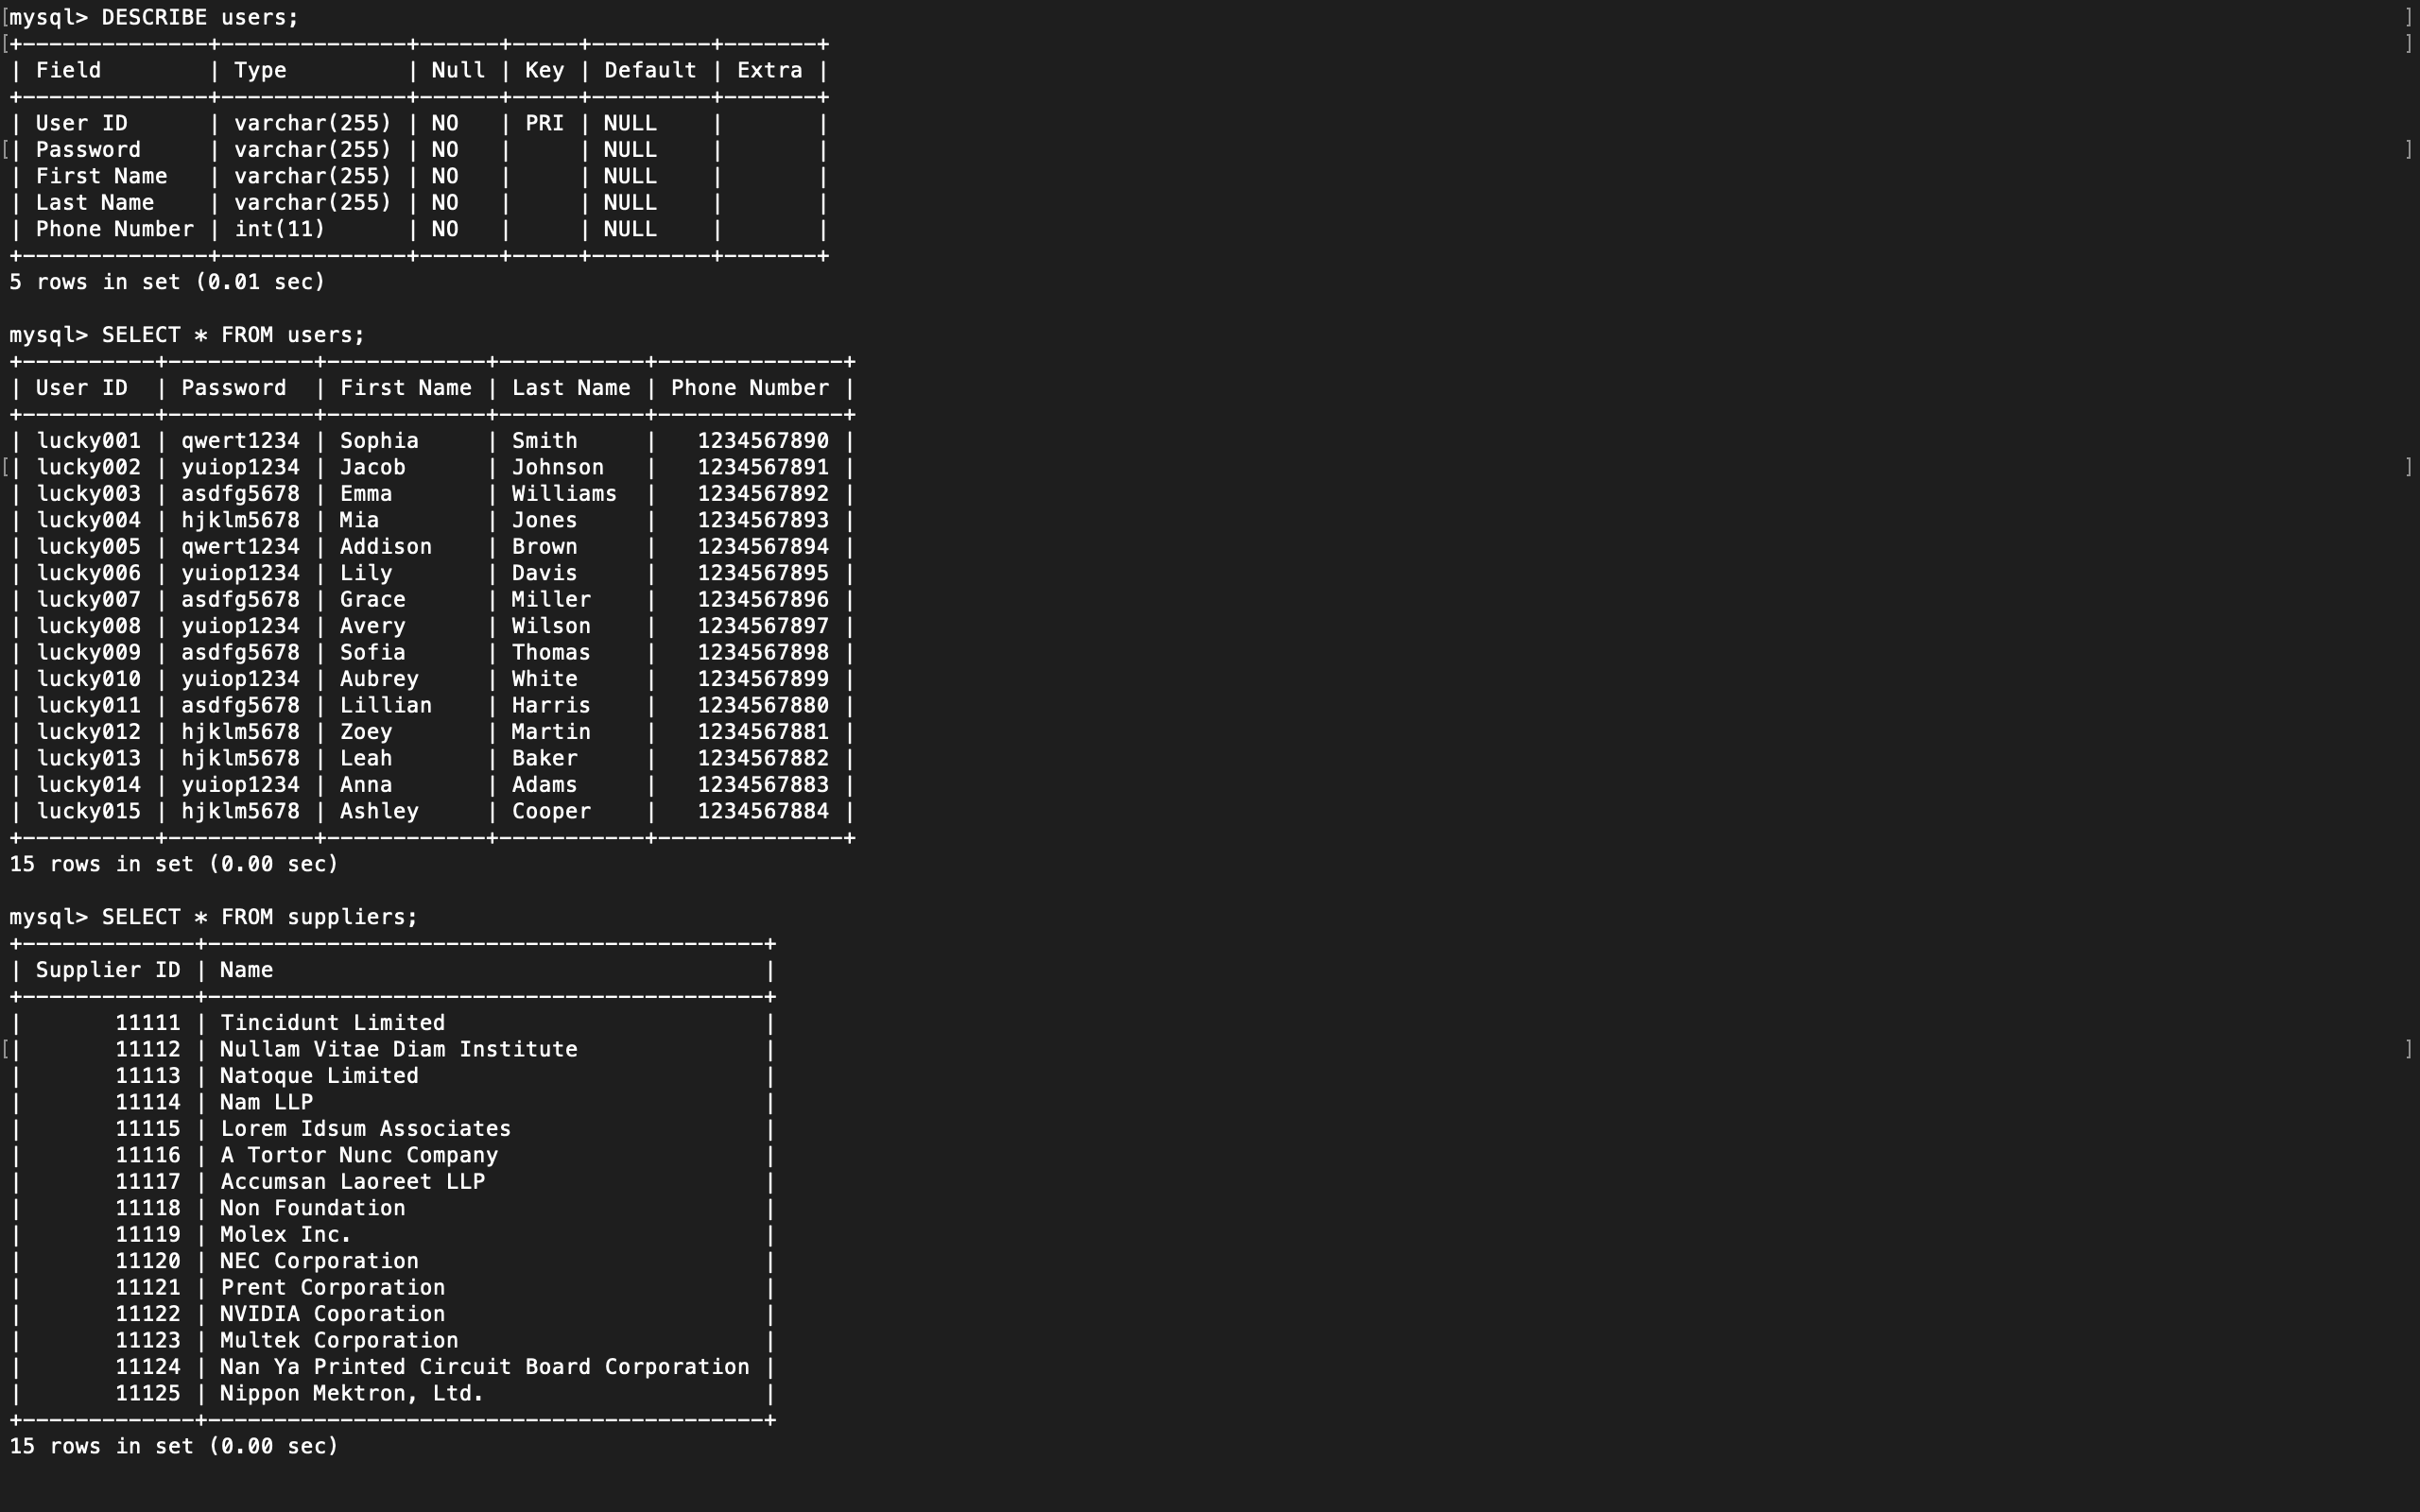 [mysql> DESCRIBE users; ]
[+--------------+--------------+------+-----+---------+-------+ ]
| Field        | Type         | Null | Key | Default | Extra |
+--------------+--------------+------+-----+---------+-------+
| User ID      | varchar(255) | NO   | PRI | NULL    |       |
[| Password     | varchar(255) | NO   |     | NULL    |       | ]
| First Name   | varchar(255) | NO   |     | NULL    |       |
| Last Name    | varchar(255) | NO   |     | NULL    |       |
| Phone Number | int(11)      | NO   |     | NULL    |       |
+--------------+--------------+------+-----+---------+-------+
5 rows in set (0.01 sec)
mysql> SELECT * FROM users;
+----------+-----------+------------+-----------+--------------+
| User ID  | Password  | First Name | Last Name | Phone Number |
+----------+-----------+------------+-----------+--------------+
| lucky001 | qwert1234 | Sophia     | Smith     |   1234567890 |
[| lucky002 | yuiop1234 | Jacob      | Johnson   |   1234567891 | ]
| lucky003 | asdfg5678 | Emma       | Williams  |   1234567892 |
| lucky004 | hjklm5678 | Mia        | Jones     |   1234567893 |
| lucky005 | qwert1234 | Addison    | Brown     |   1234567894 |
| lucky006 | yuiop1234 | Lily       | Davis     |   1234567895 |
| lucky007 | asdfg5678 | Grace      | Miller    |   1234567896 |
| lucky008 | yuiop1234 | Avery      | Wilson    |   1234567897 |
| lucky009 | asdfg5678 | Sofia      | Thomas    |   1234567898 |
| lucky010 | yuiop1234 | Aubrey     | White     |   1234567899 |
| lucky011 | asdfg5678 | Lillian    | Harris    |   1234567880 |
| lucky012 | hjklm5678 | Zoey       | Martin    |   1234567881 |
| lucky013 | hjklm5678 | Leah       | Baker     |   1234567882 |
| lucky014 | yuiop1234 | Anna       | Adams     |   1234567883 |
| lucky015 | hjklm5678 | Ashley     | Cooper    |   1234567884 |
+----------+-----------+------------+-----------+--------------+
15 rows in set (0.00 sec)
mysql> SELECT * FROM suppliers;
+-------------+------------------------------------------+
| Supplier ID | Name                                     |
+-------------+------------------------------------------+
|       11111 | Tincidunt Limited                        |
[|       11112 | Nullam Vitae Diam Institute              | ]
|       11113 | Natoque Limited                          |
|       11114 | Nam LLP                                  |
|       11115 | Lorem Idsum Associates                   |
|       11116 | A Tortor Nunc Company                    |
|       11117 | Accumsan Laoreet LLP                     |
|       11118 | Non Foundation                           |
|       11119 | Molex Inc.                               |
|       11120 | NEC Corporation                          |
|       11121 | Prent Corporation                        |
|       11122 | NVIDIA Coporation                        |
|       11123 | Multek Corporation                       |
|       11124 | Nan Ya Printed Circuit Board Corporation |
|       11125 | Nippon Mektron, Ltd.                     |
+-------------+------------------------------------------+
15 rows in set (0.00 sec)